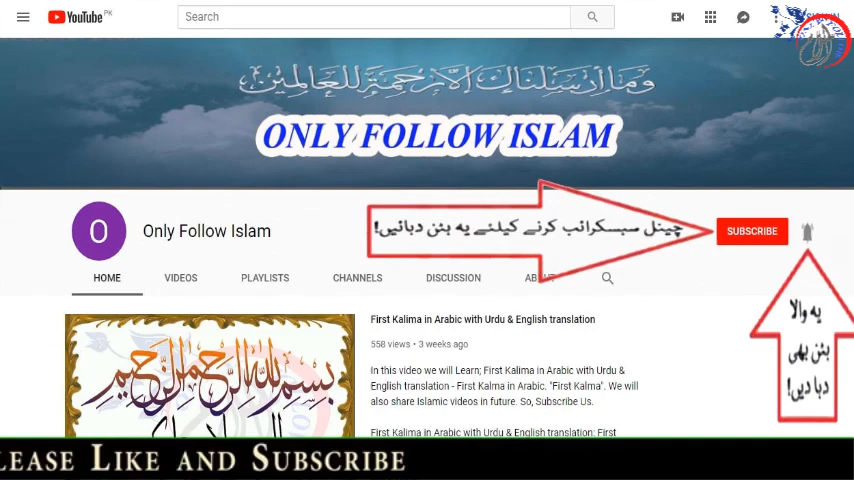 YouTube PK
Search
وما أرسلناك إلا رحمة للعالمين
ONLY FOLLOW ISLAM
O
Only Follow Islam
چینل سبسکرائب کرنے کیلئے یہ بٹن دبائیں!
SUBSCRIBE
HOME
VIDEOS
PLAYLISTS
CHANNELS
DISCUSSION
یہ والا
بٹن بھی
دبا دیں!
First Kalima in Arabic with Urdu & English translation
558 views • 3 weeks ago
In this video we will Learn; First Kalima in Arabic with Urdu &
English translation - First Kalma in Arabic. "First Kalma". We will
also share Islamic videos in future. So, Subscribe Us.
First Kalima in Arabic with Urdu & English translation: First
بسم الله الرحمن الرحيم
LEASE LIKE AND SUBSCRIBE